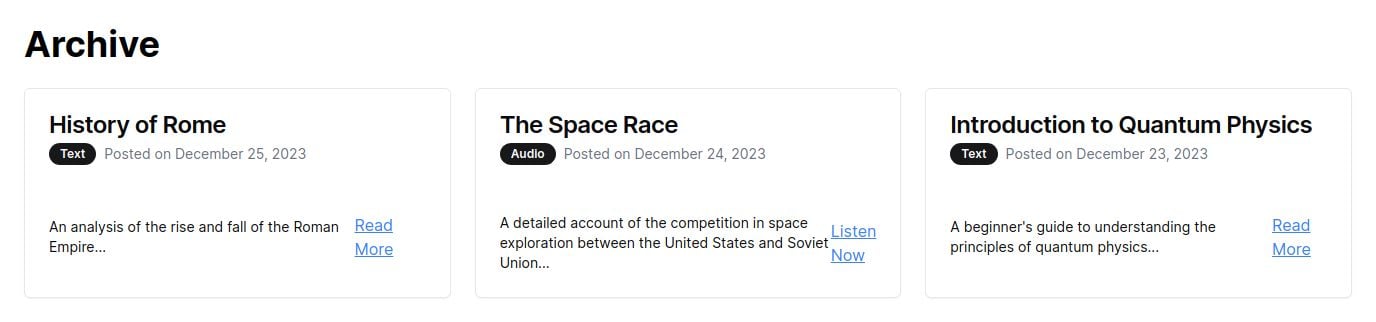 Archive
History of Rome
Text Posted on December 25, 2023
An analysis of the rise and fall of the Roman
Empire...
Read
More
The Space Race
Audio Posted on December 24, 2023
A detailed account of the competition in space
exploration between the United States and Soviet
Union...
Listen
Now
Introduction to Quantum Physics
Text Posted on December 23, 2023
A beginner's guide to understanding the
principles of quantum physics...
Read
More